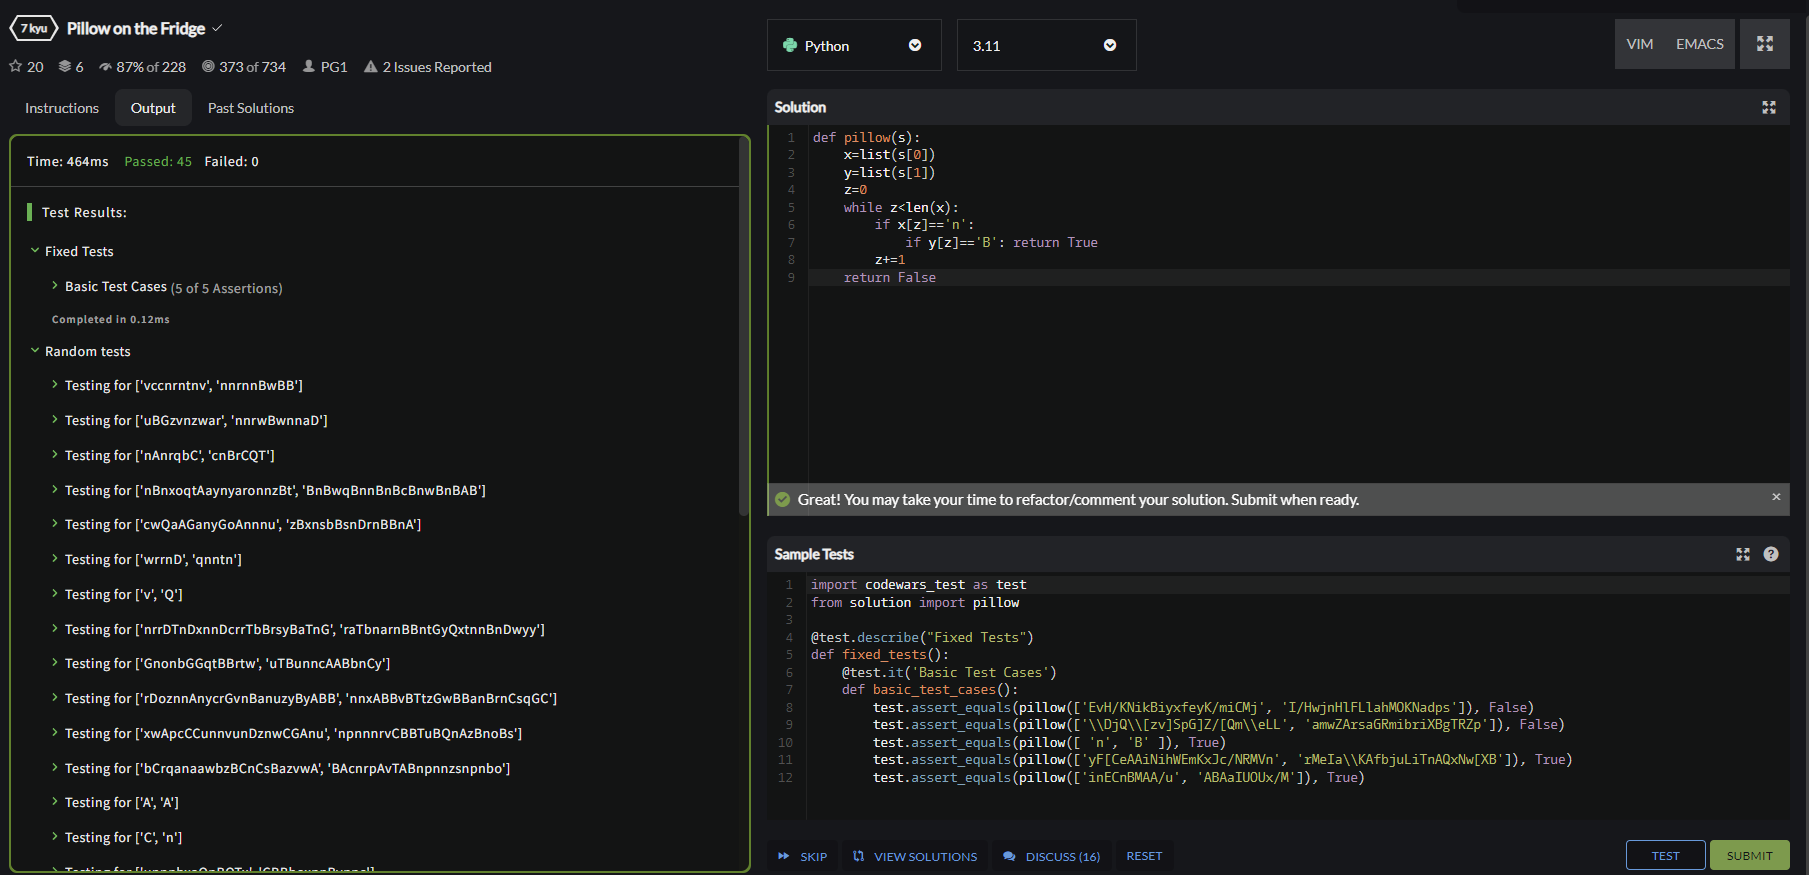 7 kyu Pillow on the Fridge
20 6 87% of 228 373 of 734 PG1 2 Issues Reported
Instructions Output Past Solutions
Time: 464ms Passed: 45 Failed: 0
Test Results:
Fixed Tests
Basic Test Cases (5 of 5 Assertions)
Completed in 0.12ms
Random tests
Testing for ['vccnrntnv', 'nnrnnBwBB']
Testing for ['uBGzvnzwar', 'nnrwBwnnaD']
Testing for ['nAnrqbC', 'cnBrCQT']
Testing for ['nBnxoqtAaynyaronnzBt', 'BnBwqBnnBnBcBnwBnBAB']
Testing for ['cwQaAGanyGoAnnnu', 'zBxnsbBsnDrnBBnA']
Testing for ['wrrnD', 'qnntn']
Testing for ['v', 'Q']
Testing for ['nrrDTnDxnnDcrrTbBrsyBaTnG', 'raTbnarnBBntGyQxtnnBnDwyy']
Testing for ['GnonbGGqtBBrtw', 'uTBunncAABbnCy']
Testing for ['rDoznnAnycrGvnBanuzyByABB', 'nnxABBvBTtzGwBBanBrnCsqGC']
Testing for ['xwApcCCunnvunDznwCGAnu', 'npnnnrvCBBTuBQnAzBnoBs']
Testing for ['bCrqanaawbzBCnCsBazvwA', 'BAcnrpAvTABnpnnzsnpnbo']
Testing for ['A', 'A']
Testing for ['C', 'n']
Python 3.11 VIM EMACS
Solution
1 def pillow(s):
2 x=list(s[0])
3 y=list(s[1])
4 z=0
5 while z<len(x):
6 if x[z]=='n':
7 if y[z]=='B': return True
8 z+=1
9 return False
Great! You may take your time to refactor/comment your solution. Submit when ready. ×
Sample Tests ?
1 import codewars_test as test
2 from solution import pillow
3
4 @test.describe("Fixed Tests")
5 def fixed_tests():
6 @test.it('Basic Test Cases')
7 def basic_test_cases():
8 test.assert_equals(pillow(['EvH/KNikBiyxfeyK/miCMj', 'I/HwjnHlFLlahMOKNadps']), False)
9 test.assert_equals(pillow(['\\DjQ\\[zv]SpG]Z/[Qm\\eLL', 'amwZArsaGRmibriXBgTRZp']), False)
10 test.assert_equals(pillow([ 'n', 'B' ]), True)
11 test.assert_equals(pillow(['yF[CeAAiNihWEmKxJc/NRMVn', 'rMeIa\\KAfbjuLiTnAQxNw[XB']), True)
12 test.assert_equals(pillow(['inECnBMAA/u', 'ABAaIUOUx/M']), True)
SKIP VIEW SOLUTIONS DISCUSS (16) RESET TEST SUBMIT